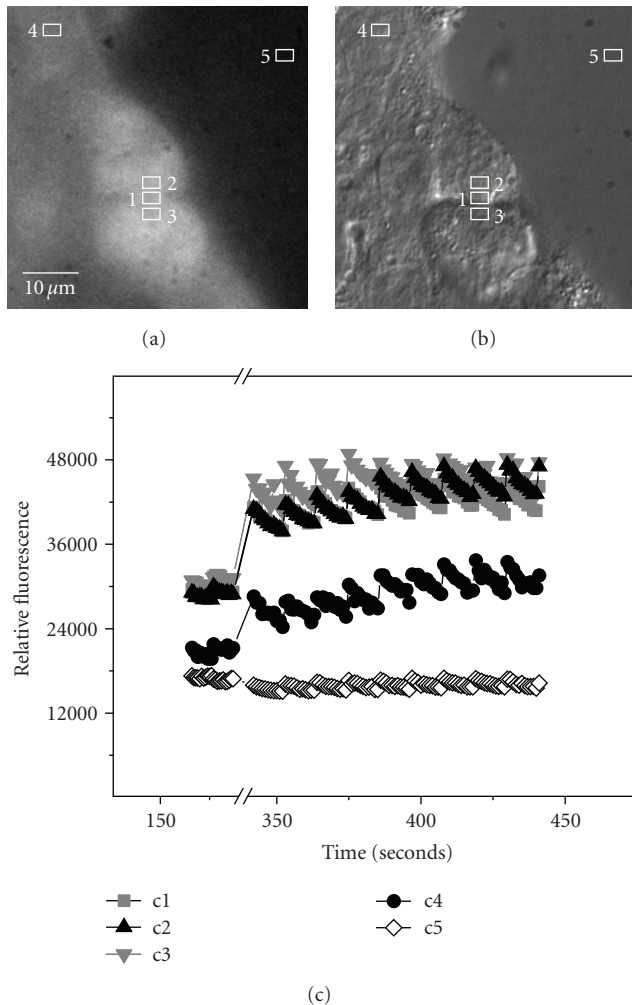 4
5
2
1
3
10 μm
(a)
4
5
2
1
3
(b)
48000
36000
24000
12000
Relative fluorescence
150
350
400
450
Time (seconds)
c1
c2
c3
c4
c5
(c)